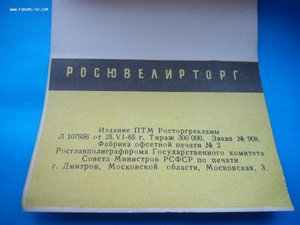 www.forumo-su.com
РОСЮВЕЛИРТОРГ
Издание ПТМ Росторгрекламы
Л 107956 от 25.VI-65 г. Тираж 300 000. Заказ № 908.
Фабрика офсетной печати № 2
Росглавполиграфпрома Государственного комитета
Совета Министров РСФСР по печати
г. Дмитров, Московской области, Московская, 3.